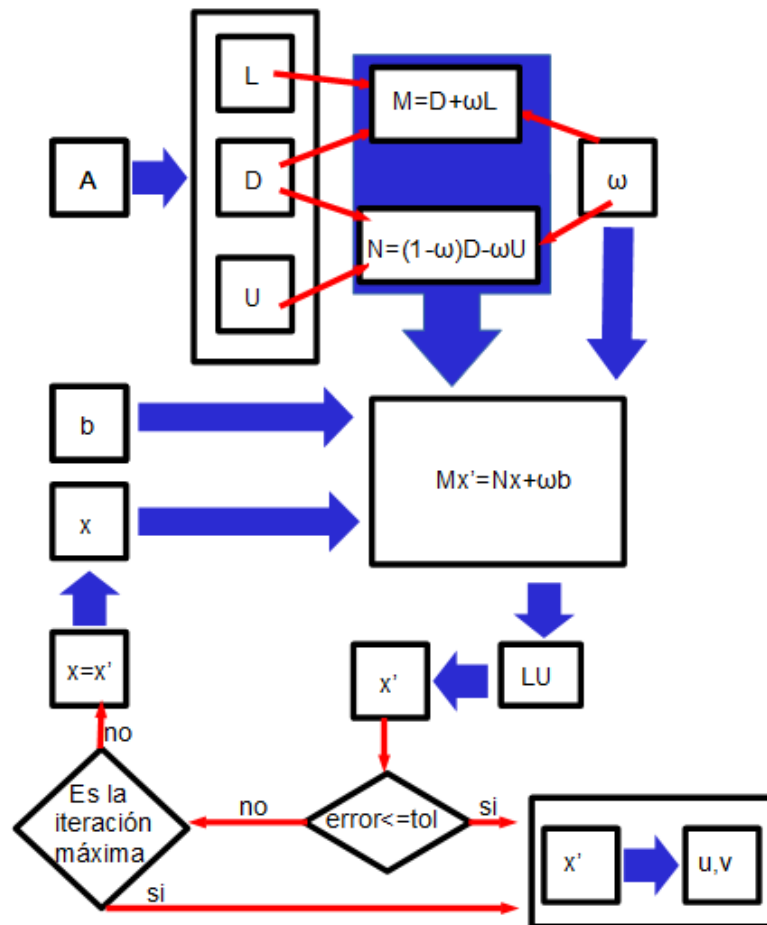 L
M=D+ωL
A
D
ω
N=(1-ω)D-ωU
U
b
Mx’=Nx+ωb
x
x=x’
x’
LU
no
Es la
iteración
máxima
no
error<=tol
si
x’
u,v
si